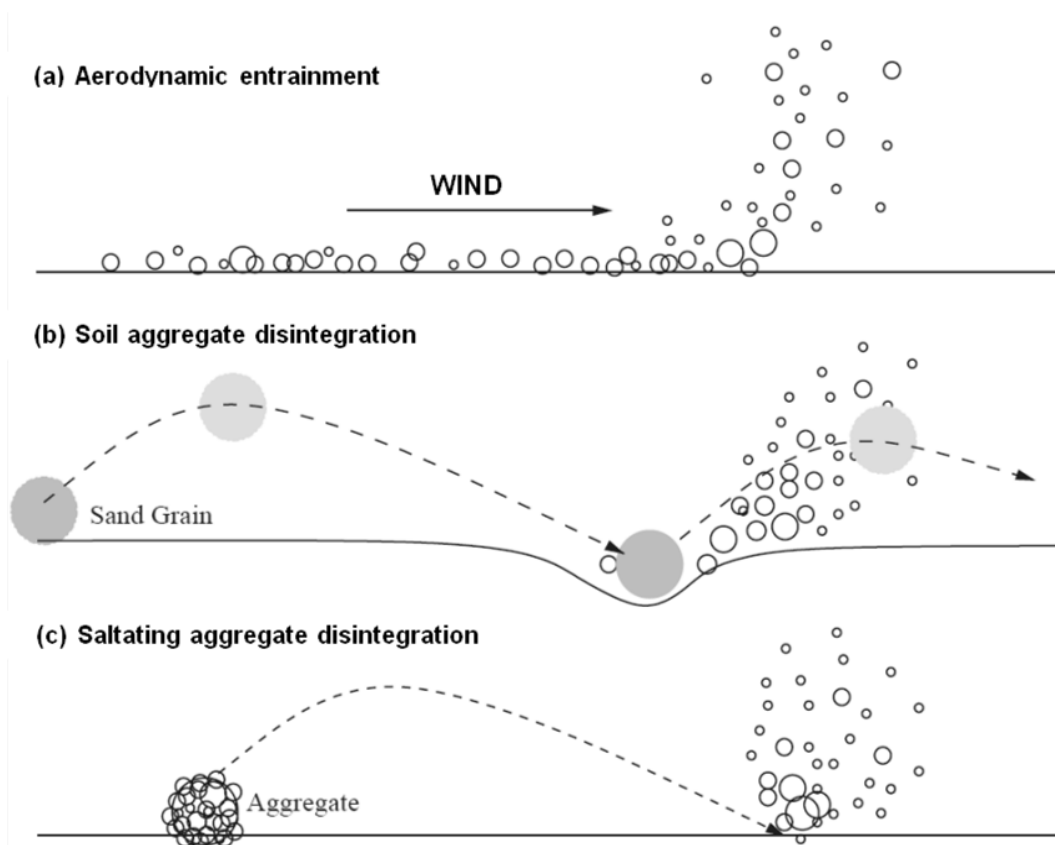 (a) Aerodynamic entrainment
WIND
(b) Soil aggregate disintegration
Sand Grain
(c) Saltating aggregate disintegration
Aggregate